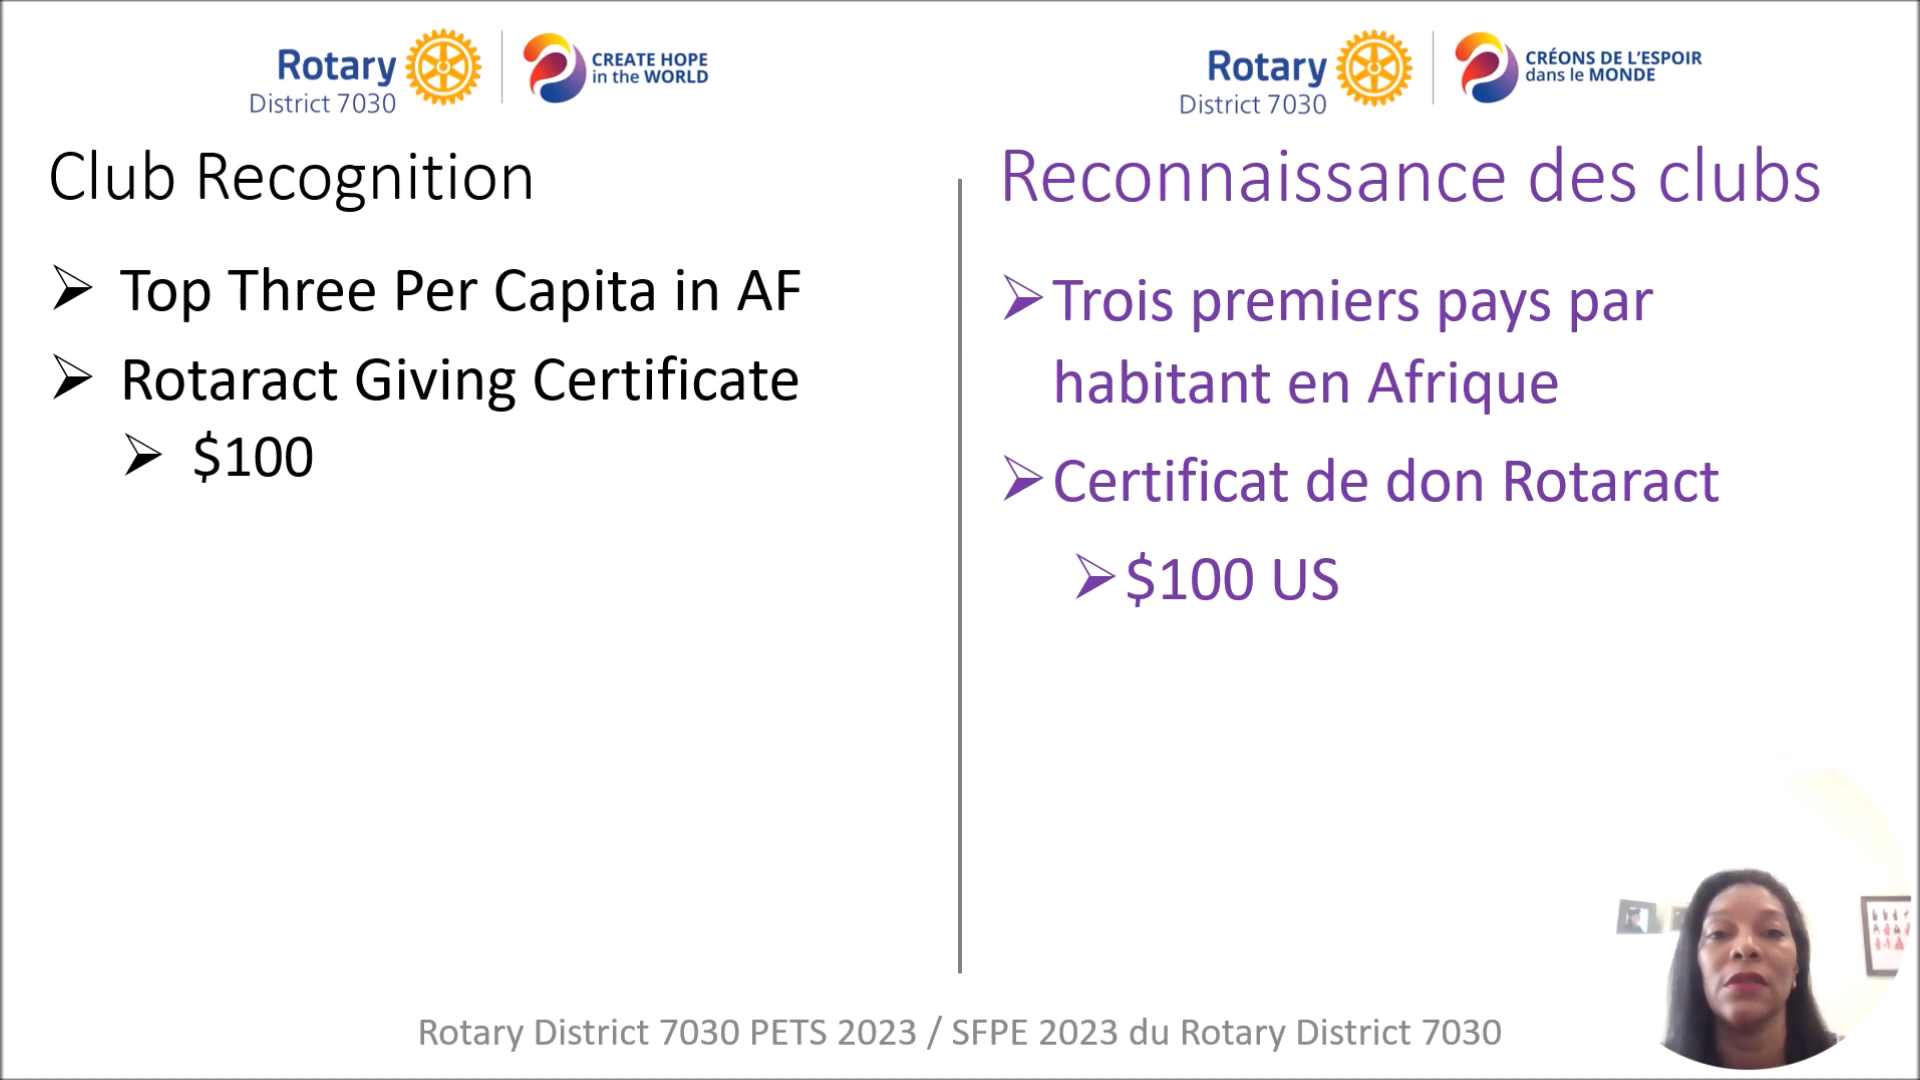 Rotary
District 7030
CREATE HOPE
in the WORLD
Rotary
District 7030
CRÉONS DE L'ESPOIR
dans le MONDE
Club Recognition
Top Three Per Capita in AF
Rotaract Giving Certificate
$100
Reconnaissance des clubs
Trois premiers pays par
habitant en Afrique
Certificat de don Rotaract
$100 US
Rotary District 7030 PETS 2023 / SFPE 2023 du Rotary District 7030